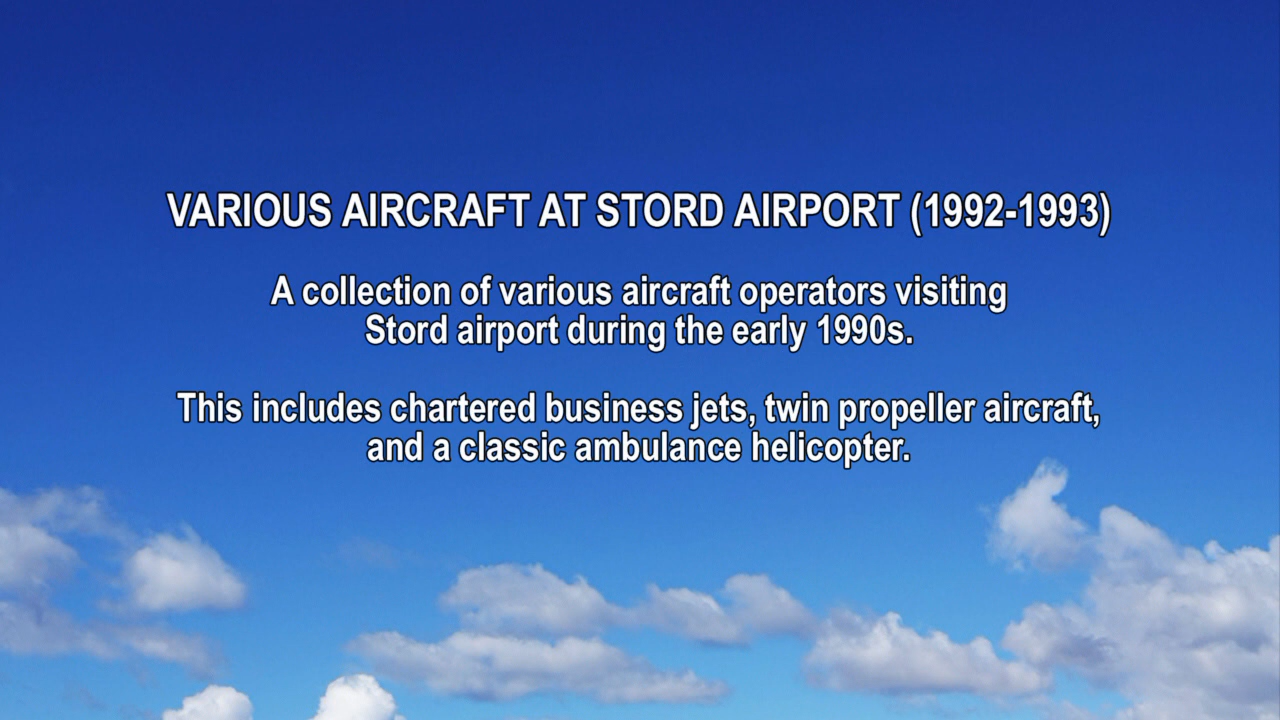 VARIOUS AIRCRAFT AT STORD AIRPORT (1992-1993)
A collection of various aircraft operators visiting
Stord airport during the early 1990s.
This includes chartered business jets, twin propeller aircraft,
and a classic ambulance helicopter.